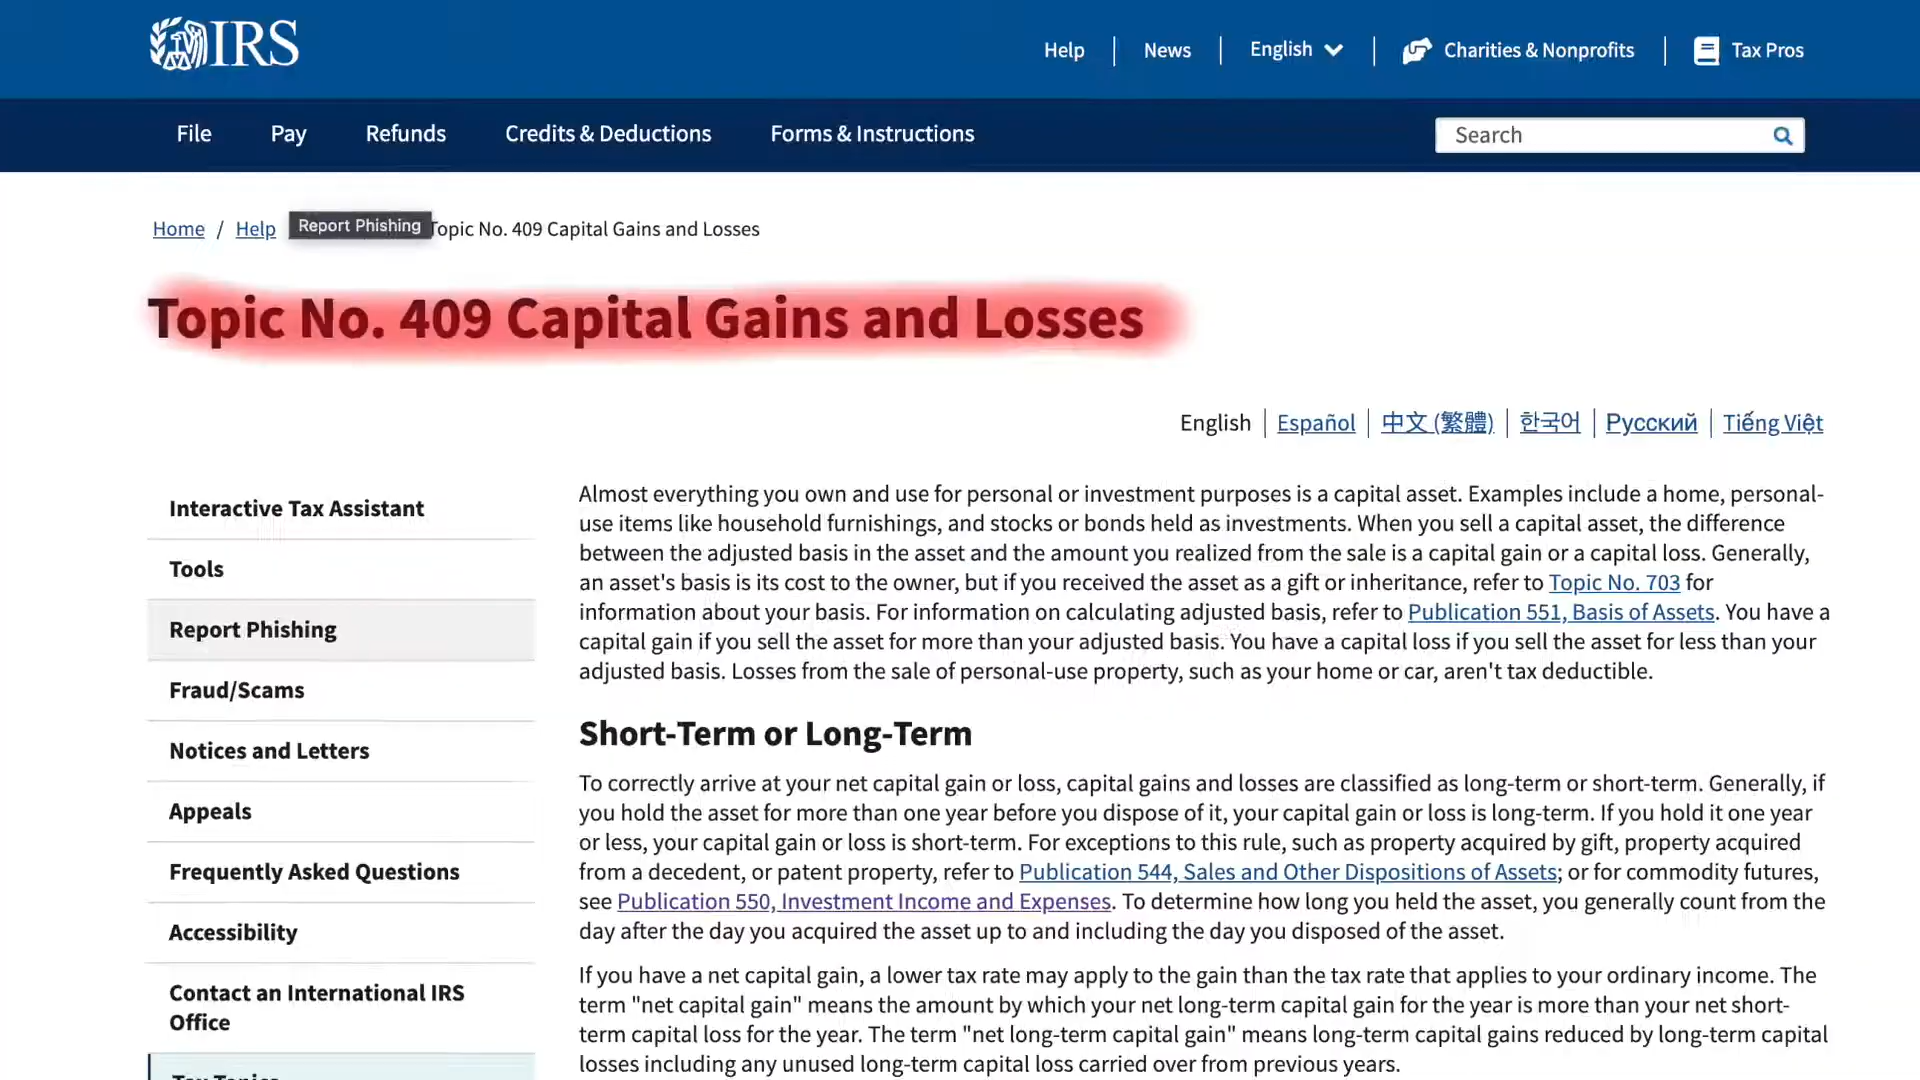 IRS
Help
News
English
Charities & Nonprofits
Tax Pros
File
Pay
Refunds
Credits & Deductions
Forms & Instructions
Search
Home / Help
Report Phishing
Topic No. 409 Capital Gains and Losses
Topic No. 409 Capital Gains and Losses
English | Español | 中文 (繁體) | 한국어 | Русский | Tiếng Việt
Interactive Tax Assistant
Tools
Report Phishing
Fraud/Scams
Notices and Letters
Appeals
Frequently Asked Questions
Accessibility
Contact an International IRS
Office
Tax Topics
Almost everything you own and use for personal or investment purposes is a capital asset. Examples include a home, personal-
use items like household furnishings, and stocks or bonds held as investments. When you sell a capital asset, the difference
between the adjusted basis in the asset and the amount you realized from the sale is a capital gain or a capital loss. Generally,
an asset's basis is its cost to the owner, but if you received the asset as a gift or inheritance, refer to Topic No. 703 for
information about your basis. For information on calculating adjusted basis, refer to Publication 551, Basis of Assets. You have a
capital gain if you sell the asset for more than your adjusted basis. You have a capital loss if you sell the asset for less than your
adjusted basis. Losses from the sale of personal-use property, such as your home or car, aren't tax deductible.
Short-Term or Long-Term
To correctly arrive at your net capital gain or loss, capital gains and losses are classified as long-term or short-term. Generally, if
you hold the asset for more than one year before you dispose of it, your capital gain or loss is long-term. If you hold it one year
or less, your capital gain or loss is short-term. For exceptions to this rule, such as property acquired by gift, property acquired
from a decedent, or patent property, refer to Publication 544, Sales and Other Dispositions of Assets; or for commodity futures,
see Publication 550, Investment Income and Expenses. To determine how long you held the asset, you generally count from the
day after the day you acquired the asset up to and including the day you disposed of the asset.
If you have a net capital gain, a lower tax rate may apply to the gain than the tax rate that applies to your ordinary income. The
term "net capital gain" means the amount by which your net long-term capital gain for the year is more than your net short-
term capital loss for the year. The term "net long-term capital gain" means long-term capital gains reduced by long-term capital
losses including any unused long-term capital loss carried over from previous years.